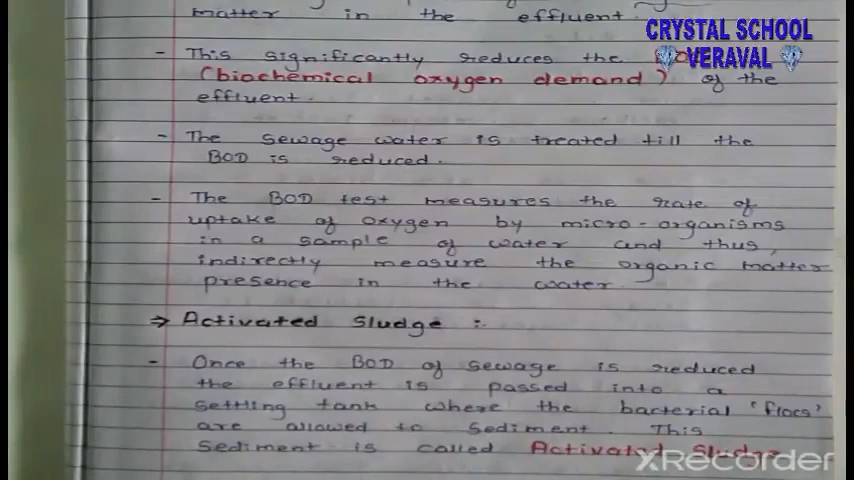 matter in the effluent.
CRYSTAL SCHOOL
VERAVAL
- This significantly reduces the
(biochemical oxygen demand) of the
effluent.
- The sewage water is treated till the
BOD is reduced.
- The BOD test measures the rate of
uptake of oxygen by micro-organisms
in a sample of water and thus,
indirectly measure the organic matter
presence in the water.
⇒ Activated Sludge :-
- Once the BOD of sewage is reduced
the effluent is passed into a
settling tank where the bacterial 'flocs'
are allowed to sediment. This
sediment is called Activated Sludge
XRecorder